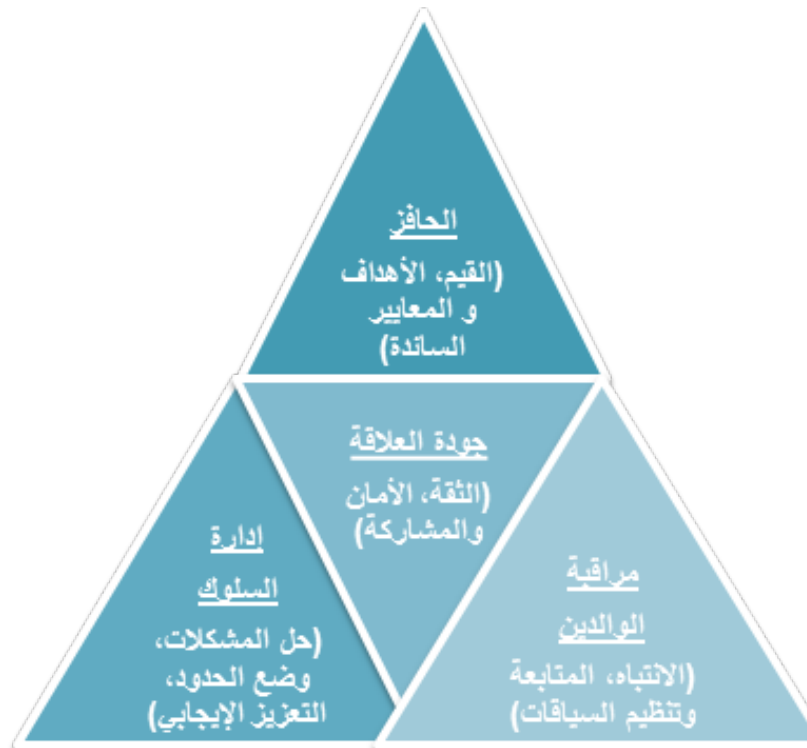 الحافز
(القيم، الأهداف
و المعايير
السائدة)
جودة العلاقة
(الثقة، الأمان
والمشاركة)
إدارة
السلوك
(حل المشكلات،
وضع الحدود،
التعزيز الإيجابي)
مراقبة
الوالدين
(الانتباه، المتابعة
وتنظيم السياقات)